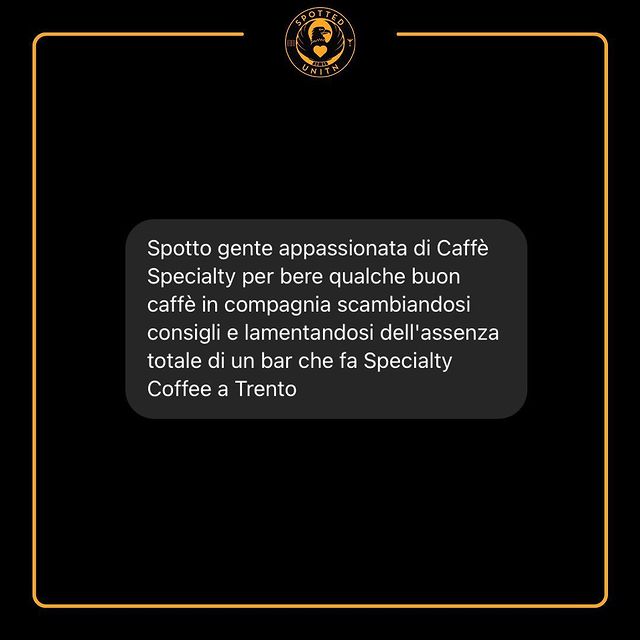 SPOTTED
UNITN
Spotto gente appassionata di Caffè
Specialty per bere qualche buon
caffè in compagnia scambiandosi
consigli e lamentandosi dell'assenza
totale di un bar che fa Specialty
Coffee a Trento